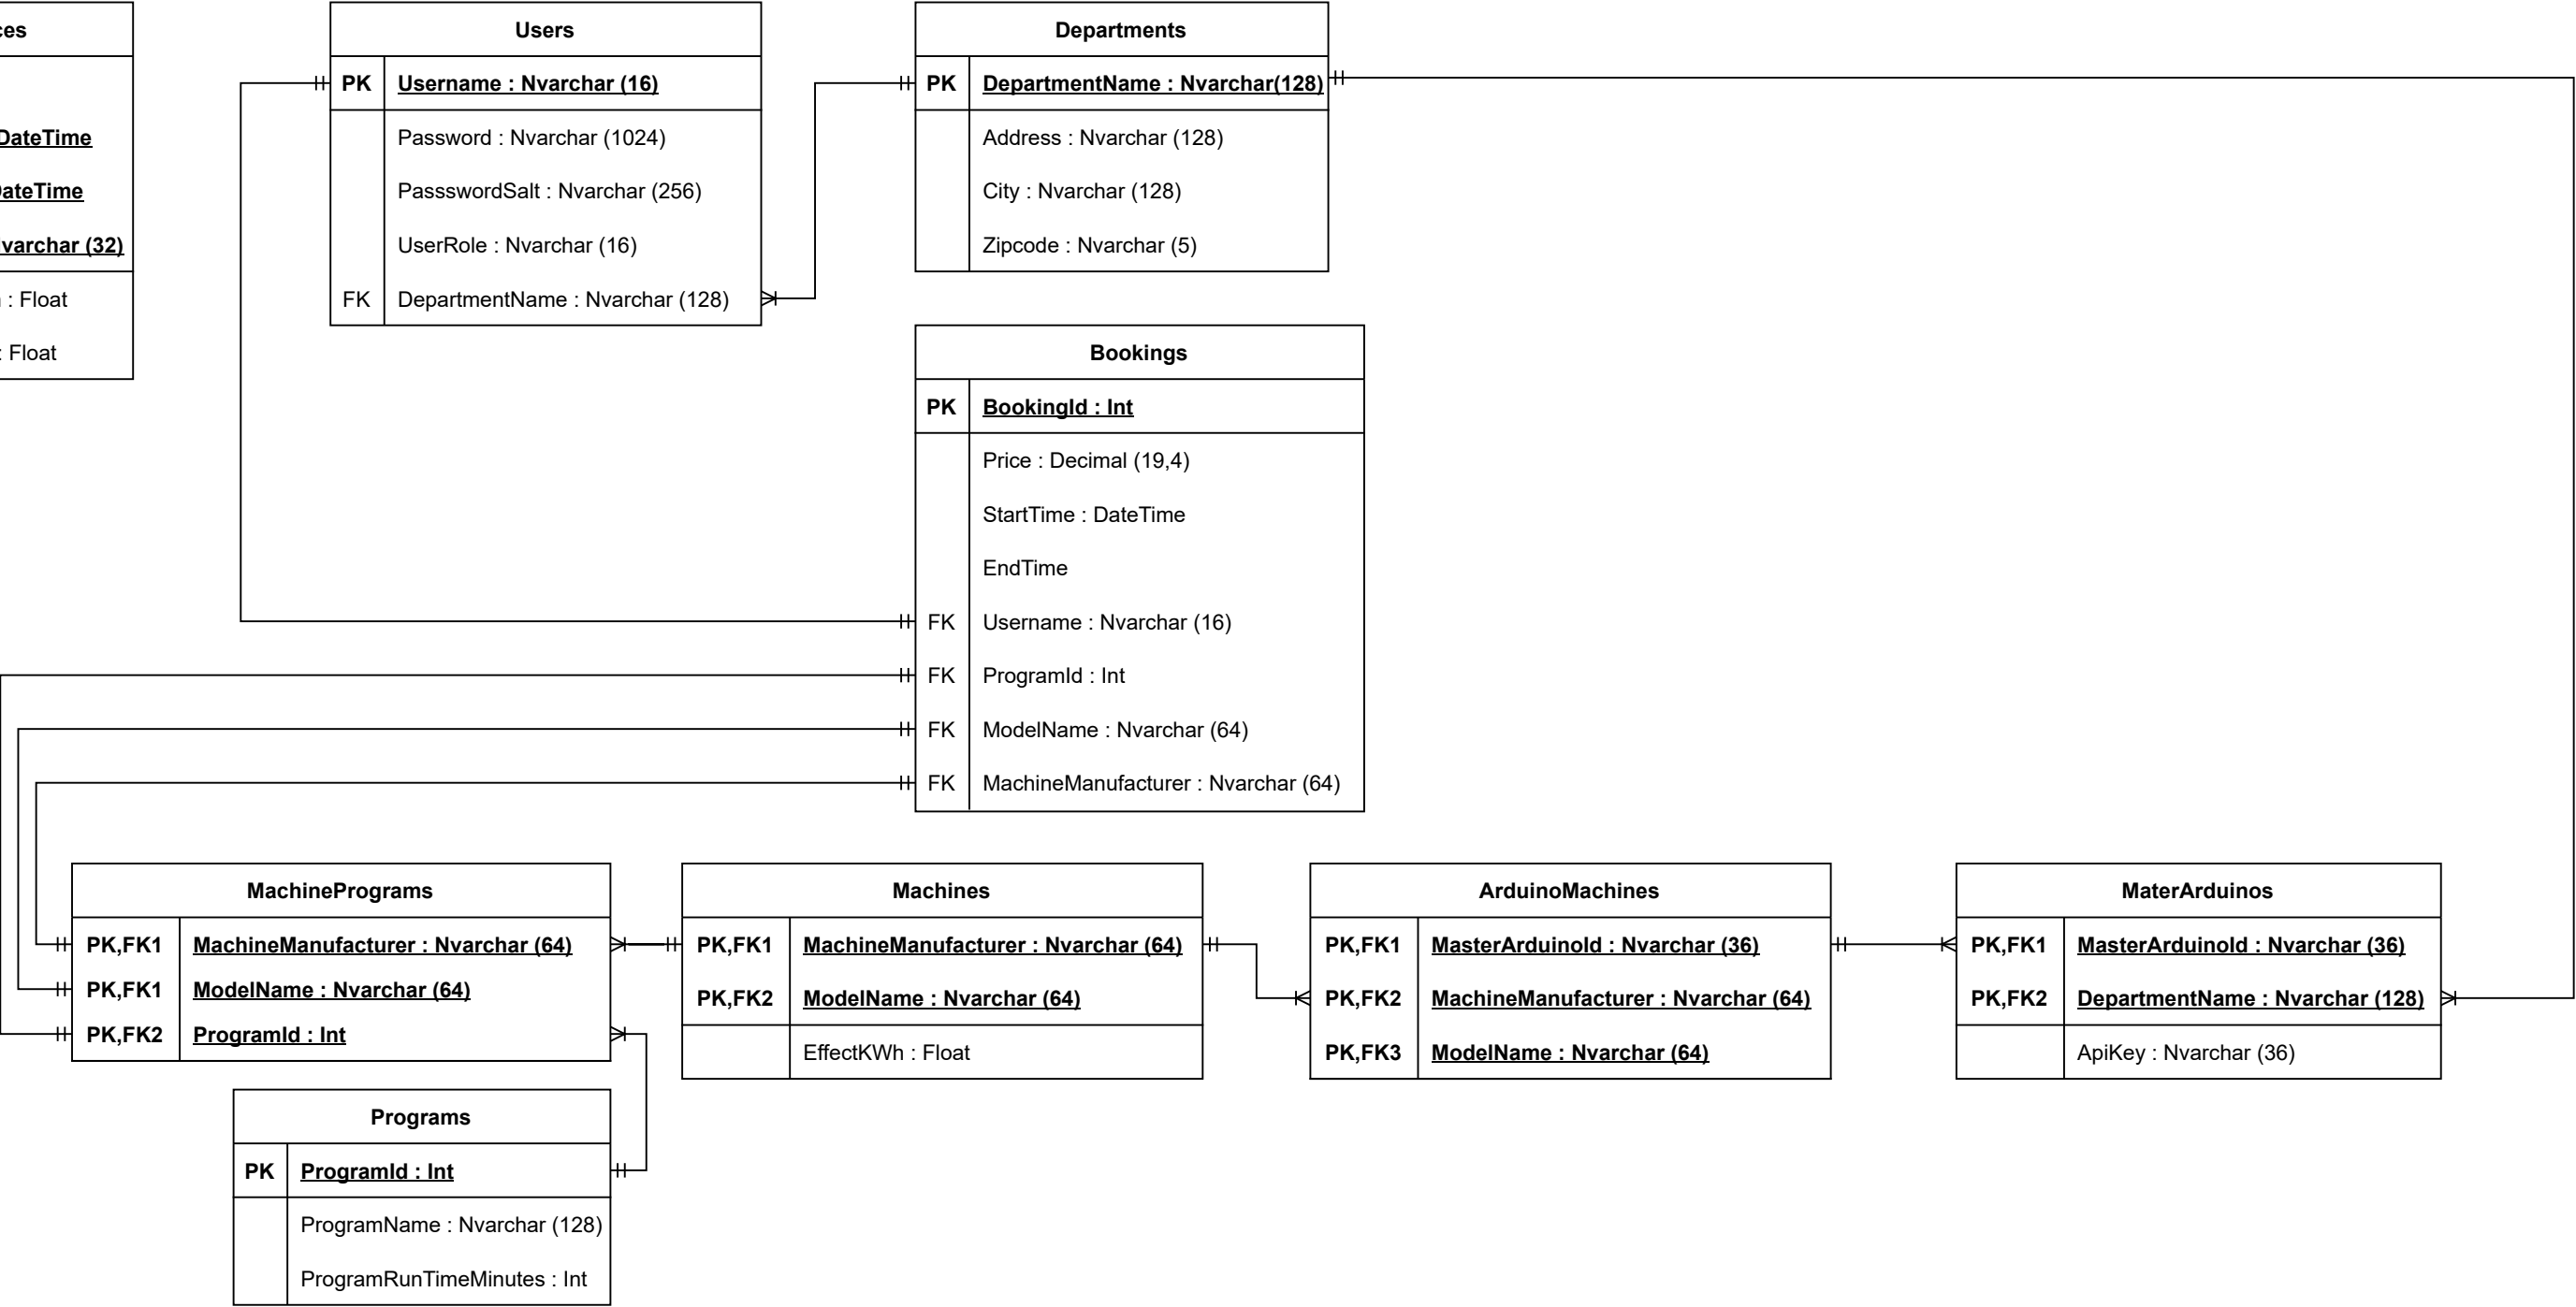 ces
DateTime
DateTime
varchar (32)
: Float
: Float
Users
PK Username : Nvarchar (16)
Password : Nvarchar (1024)
PassswordSalt : Nvarchar (256)
UserRole : Nvarchar (16)
FK DepartmentName : Nvarchar (128)
Departments
PK DepartmentName : Nvarchar(128)
Address : Nvarchar (128)
City : Nvarchar (128)
Zipcode : Nvarchar (5)
Bookings
PK BookingId : Int
Price : Decimal (19,4)
StartTime : DateTime
EndTime
FK Username : Nvarchar (16)
FK ProgramId : Int
FK ModelName : Nvarchar (64)
FK MachineManufacturer : Nvarchar (64)
MachinePrograms
PK,FK1 MachineManufacturer : Nvarchar (64)
PK,FK1 ModelName : Nvarchar (64)
PK,FK2 ProgramId : Int
Machines
PK,FK1 MachineManufacturer : Nvarchar (64)
PK,FK2 ModelName : Nvarchar (64)
EffectKWh : Float
ArduinoMachines
PK,FK1 MasterArduinoId : Nvarchar (36)
PK,FK2 MachineManufacturer : Nvarchar (64)
PK,FK3 ModelName : Nvarchar (64)
MaterArduinos
PK,FK1 MasterArduinoId : Nvarchar (36)
PK,FK2 DepartmentName : Nvarchar (128)
ApiKey : Nvarchar (36)
Programs
PK ProgramId : Int
ProgramName : Nvarchar (128)
ProgramRunTimeMinutes : Int